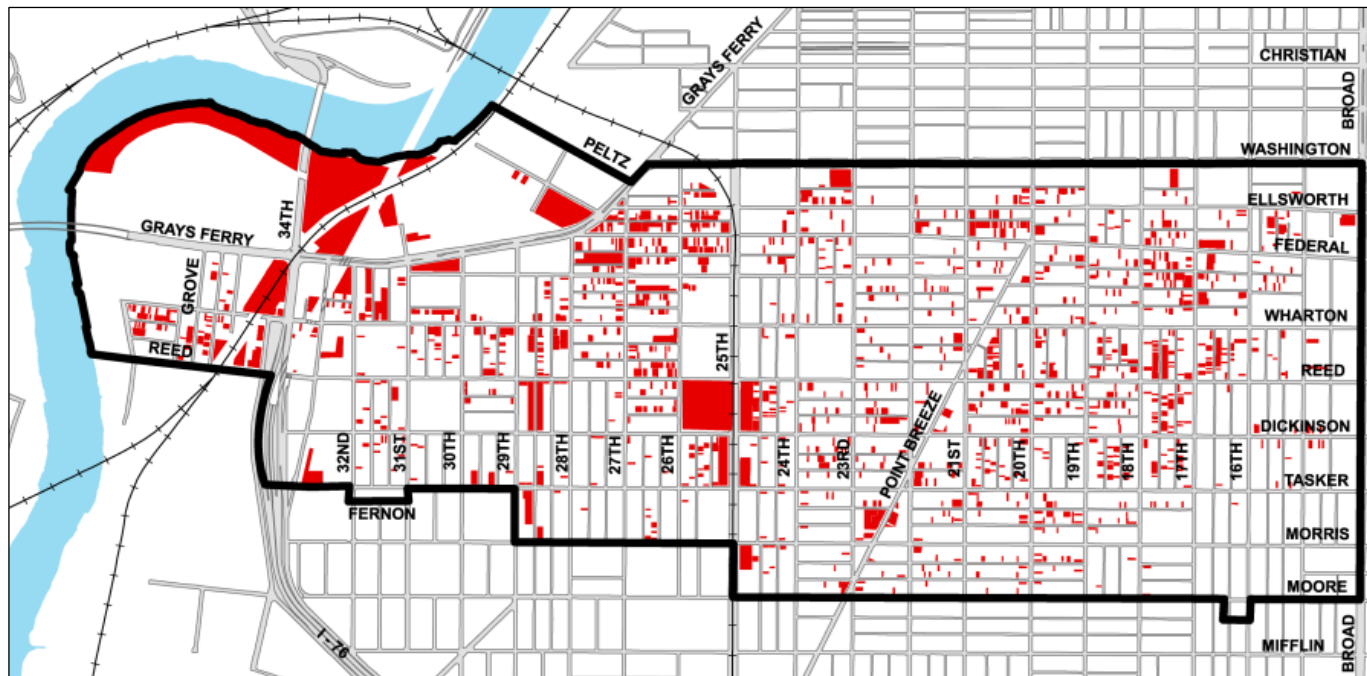 CHRISTIAN
GRAYS FERRY
BROAD
WASHINGTON
PELTZ
ELLSWORTH
34TH
GRAYS FERRY
FEDERAL
GROVE
WHARTON
REED
25TH
REED
DICKINSON
32ND
31ST
30TH
29TH
28TH
27TH
26TH
24TH
23RD
POINT BREEZE
21ST
20TH
19TH
18TH
17TH
16TH
TASKER
FERNON
MORRIS
MOORE
I - 76
MIFFLIN
BROAD